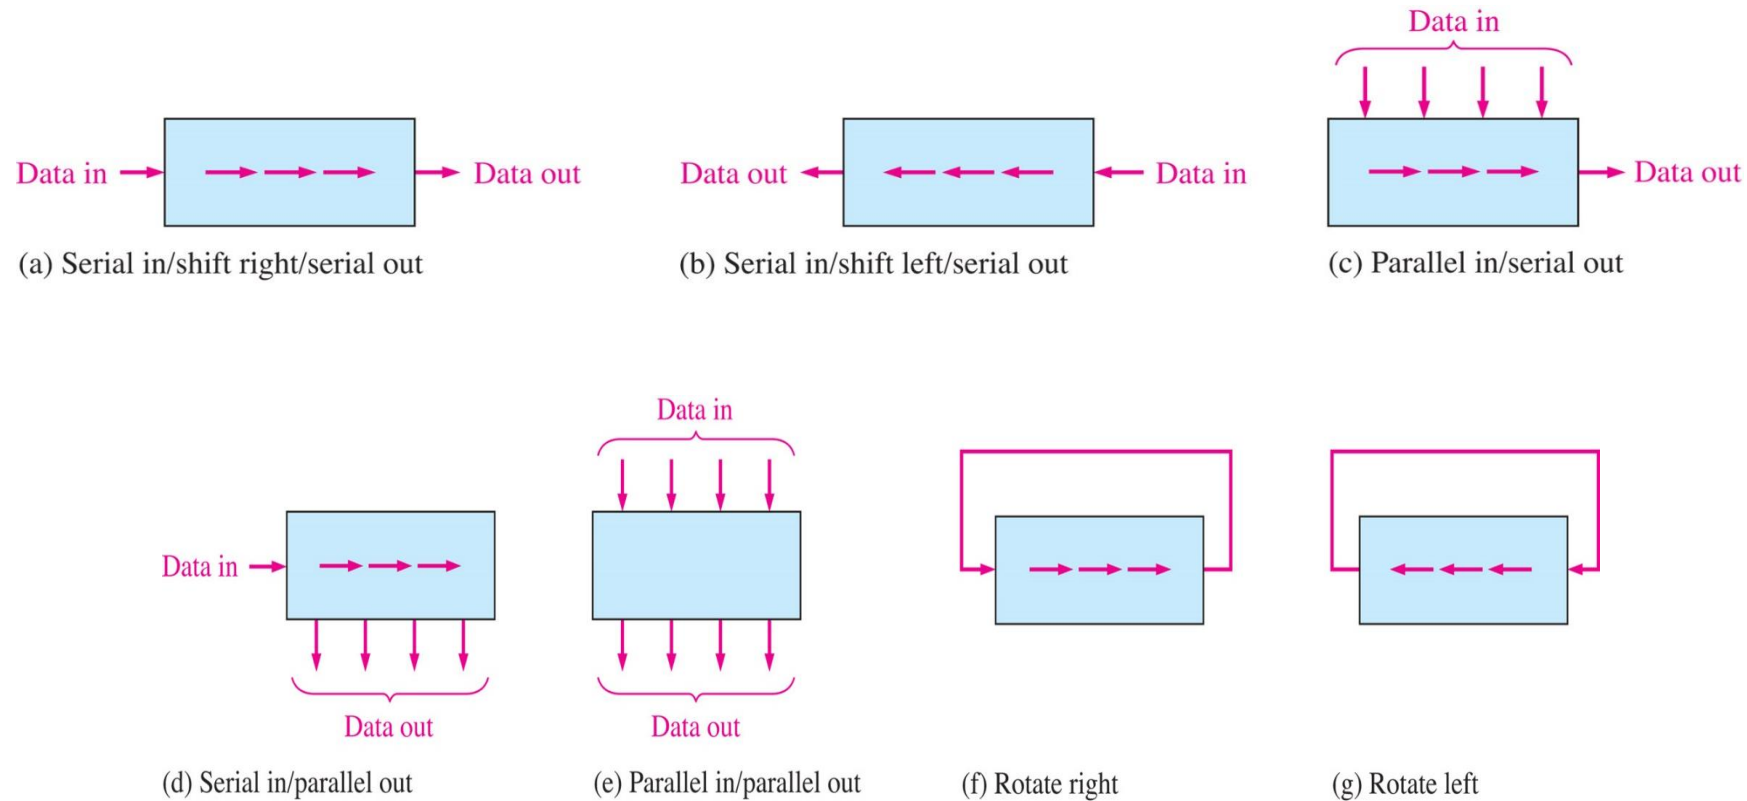 Data in
Data in
Data out
Data out
Data in
Data out
(a) Serial in/shift right/serial out
(b) Serial in/shift left/serial out
(c) Parallel in/serial out
Data in
Data in
Data out
Data out
(d) Serial in/parallel out
(e) Parallel in/parallel out
(f) Rotate right
(g) Rotate left